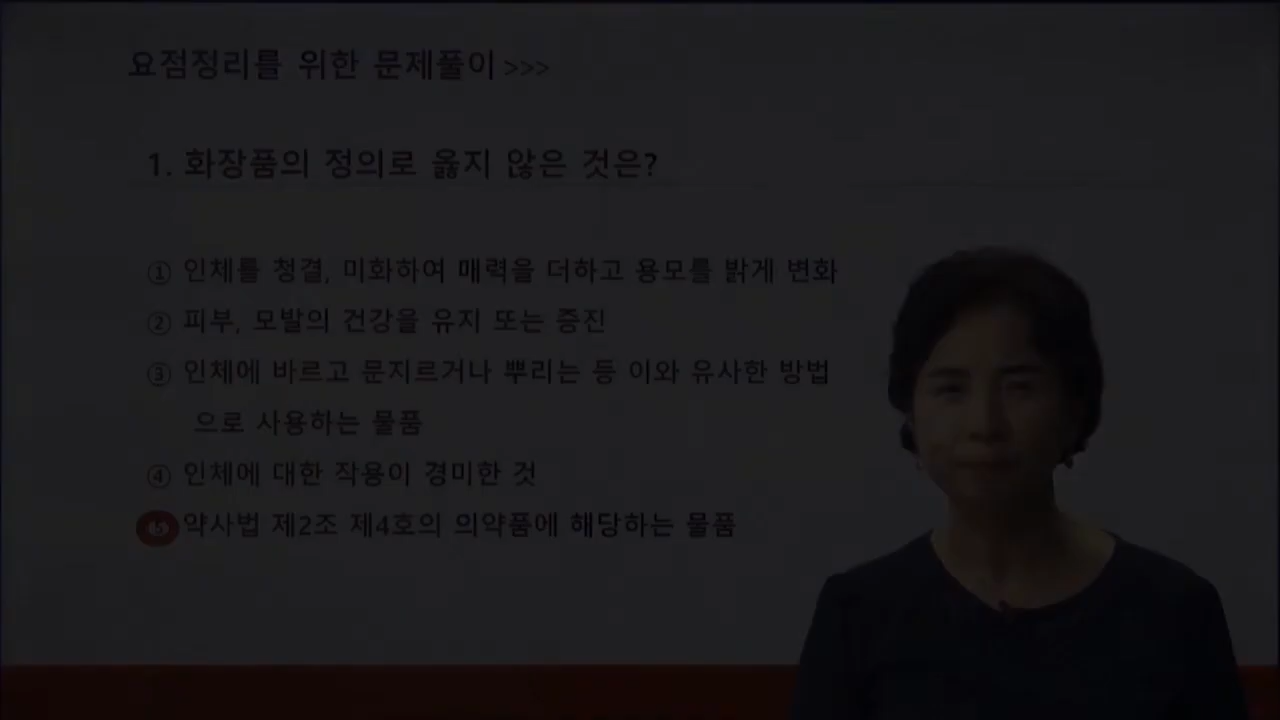 요점정리를 위한 문제풀이 >>>
1. 화장품의 정의로 옳지 않은 것은?
① 인체를 청결, 미화하여 매력을 더하고 용모를 밝게 변화
② 피부, 모발의 건강을 유지 또는 증진
③ 인체에 바르고 문지르거나 뿌리는 등 이와 유사한 방법
으로 사용하는 물품
④ 인체에 대한 작용이 경미한 것
⑤ 약사법 제2조 제4호의 의약품에 해당하는 물품